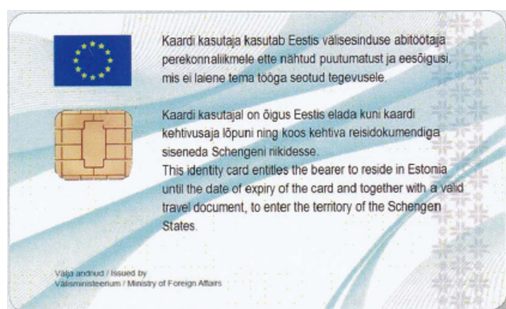 Kaardi kasutaja kasutab Eestis välisesinduse abitöötaja
perekonnaliikmele ette nähtud puutumatust ja eesõigusi,
mis ei laiene tema tööga seotud tegevusele.
Kaardi kasutajal on õigus Eestis elada kuni kaardi
kehtivusaja lõpuni ning koos kehtiva reisidokumendiga
siseneda Schengeni riikidesse.
This identity card entitles the bearer to reside in Estonia
until the date of expiry of the card and together with a valid
travel document, to enter the territory of the Schengen
States.
Välja andnud / Issued by
Välisministeerium / Ministry of Foreign Affairs